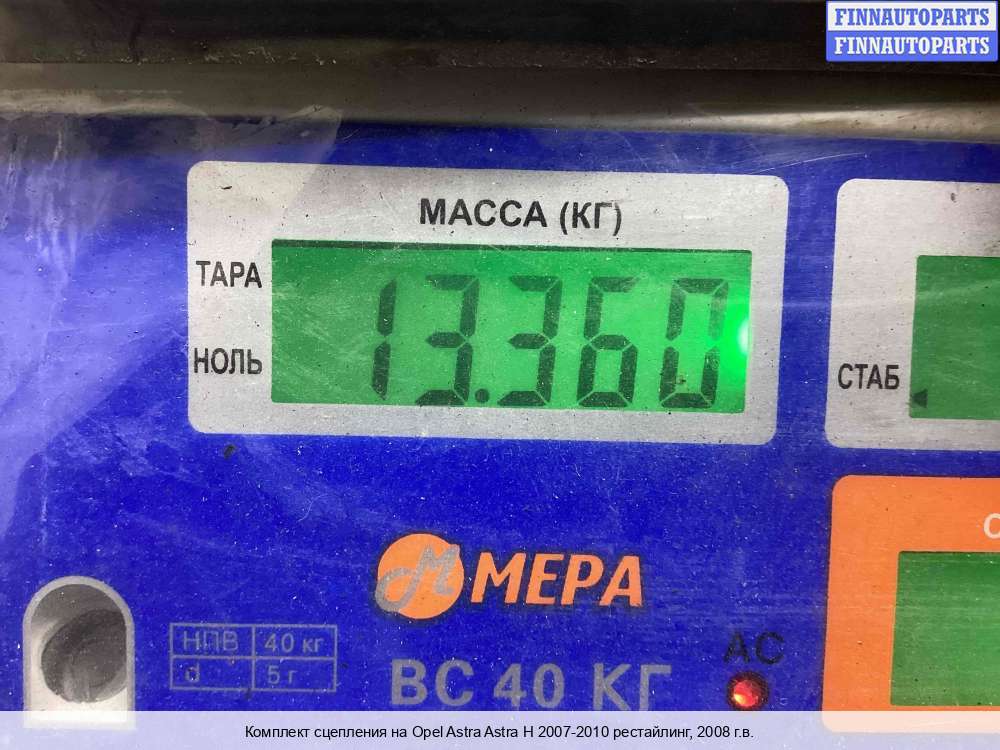 FINNAUTOPARTS
FINNAUTOPARTS
МАССА (КГ)
ТАРА
13.360
НОЛЬ
СТАБ
МЕРА
НПВ 40 кг
d 5 г
ВС 40 КГ
АС
Комплект сцепления на Opel Astra Astra H 2007-2010 рестайлинг, 2008 г.в.